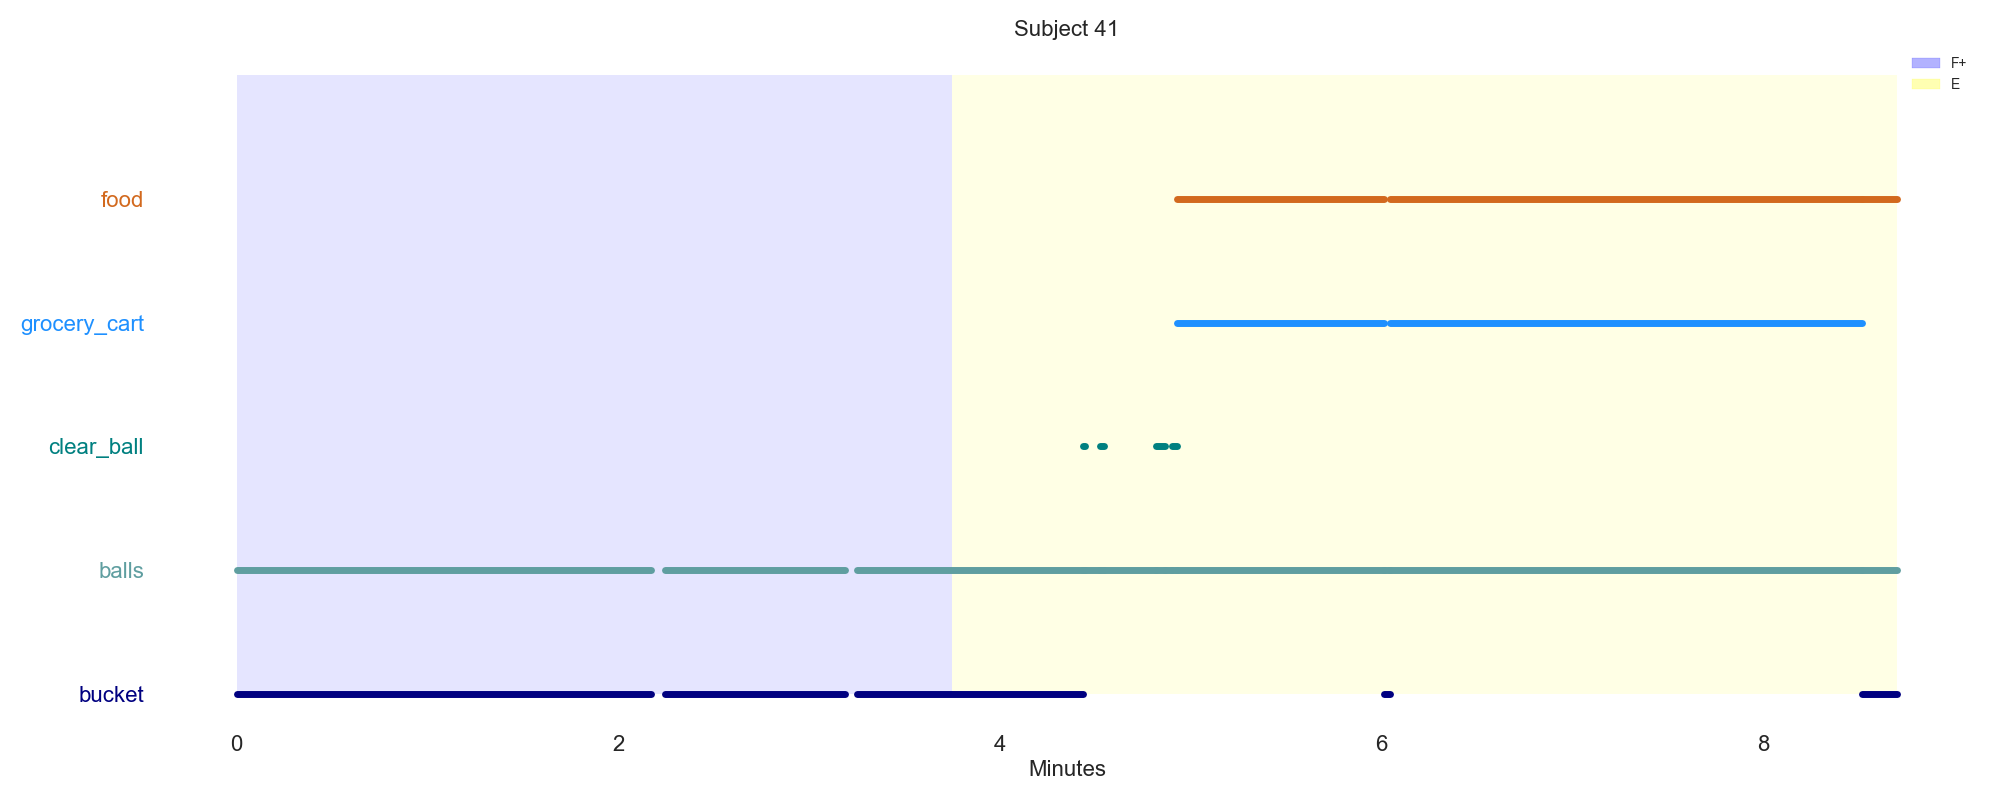 Subject 41
F+
E
food
grocery_cart
clear_ball
balls
bucket
0 2 4 6 8
Minutes